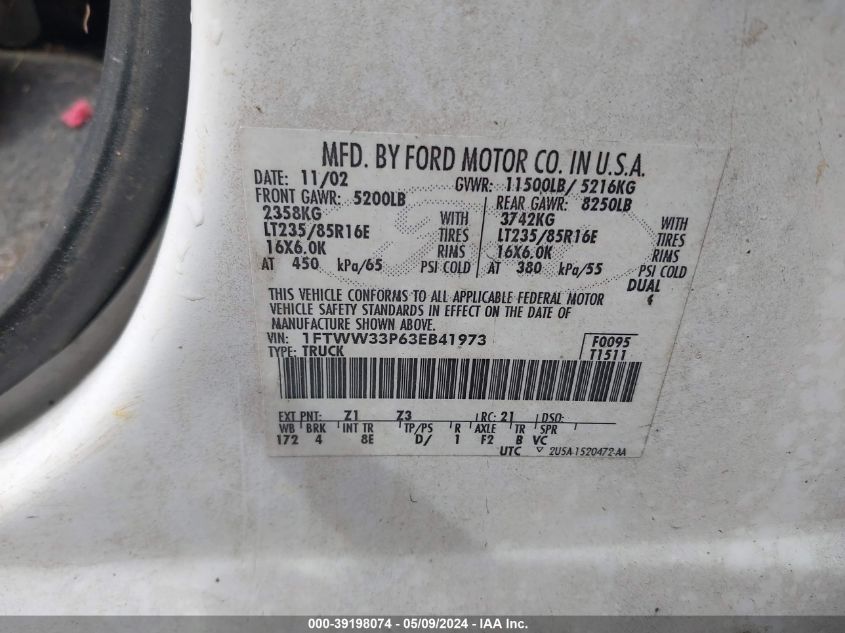 MFD. BY FORD MOTOR CO. IN U.S.A.
DATE: 11/02 GVWR: 11500LB/ 5216KG
FRONT GAWR: 5200LB REAR GAWR: 8250LB
2358KG WITH 3742KG WITH
LT235/85R16E TIRES LT235/85R16E TIRES
16X6.0K RIMS 16X6.0K RIMS
AT 450 kPa/65 PSI COLD AT 380 kPa/55 PSI COLD
DUAL
THIS VEHICLE CONFORMS TO ALL APPLICABLE FEDERAL MOTOR
VEHICLE SAFETY STANDARDS IN EFFECT ON THE DATE OF
MANUFACTURE SHOWN ABOVE.
VIN: 1FTWW33P63EB41973 F0095
TYPE: TRUCK T1511
EXT PNT: Z1 Z3 RC: 21 DSO:
WB BRK INT TR TP/PS R AXLE TR SPR
172 4 8E D/ 1 F2 B VC
UTC 2U5A-1520472-AA
000-39198074 - 05/09/2024 - IAA Inc.